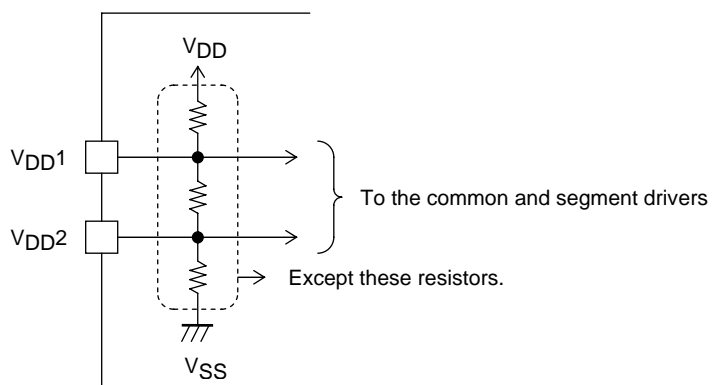 VDD
VDD1
To the common and segment drivers
VDD2
Except these resistors.
VSS